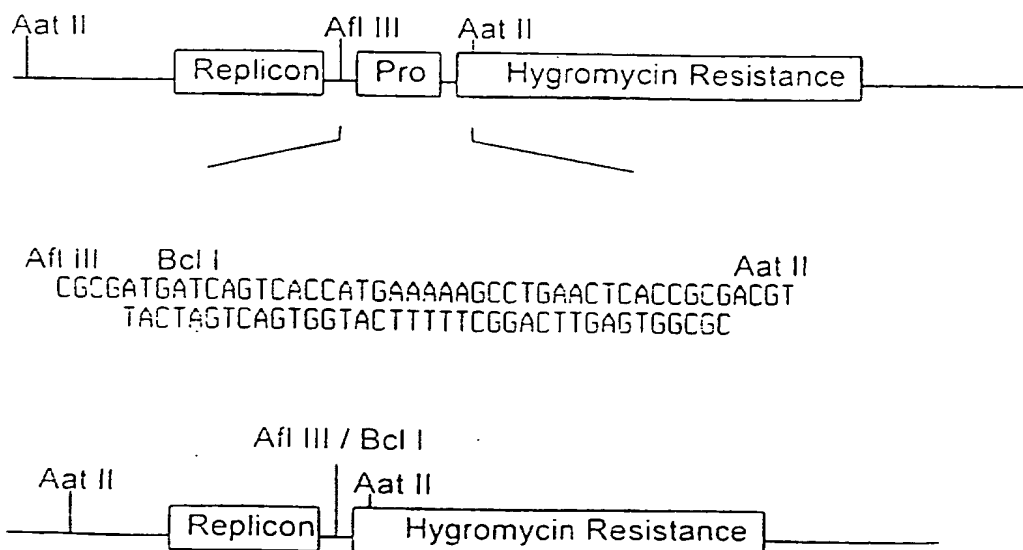 Aat II Afl III Aat II
Replicon Pro Hygromycin Resistance
Afl III Bcl I Aat II
CGCGATGATCAGTCACCATGAAAAAGCCTGAACTCACCGCGACGT
TACTAGTCAGTGGTACTTTTTCGGACTTGAGTGGCGC
Afl III / Bcl I
Aat II Aat II
Replicon Hygromycin Resistance